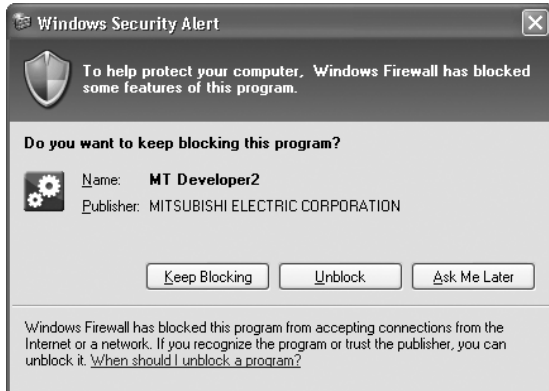 Windows Security Alert
To help protect your computer, Windows Firewall has blocked
some features of this program.
Do you want to keep blocking this program?
Name: MT Developer2
Publisher: MITSUBISHI ELECTRIC CORPORATION
Keep Blocking Unblock Ask Me Later
Windows Firewall has blocked this program from accepting connections from the
Internet or a network. If you recognize the program or trust the publisher, you can
unblock it. When should I unblock a program?